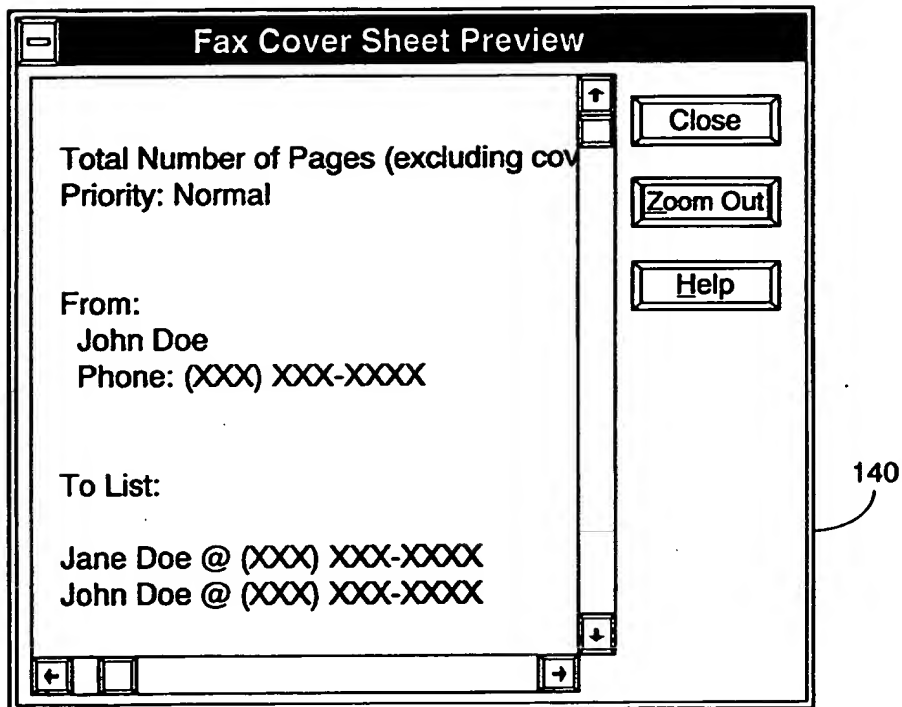 Fax Cover Sheet Preview
Total Number of Pages (excluding cov
Priority: Normal
From:
John Doe
Phone: (XXX) XXX-XXXX
To List:
Jane Doe @ (XXX) XXX-XXXX
John Doe @ (XXX) XXX-XXXX
Close
Zoom Out
Help
140